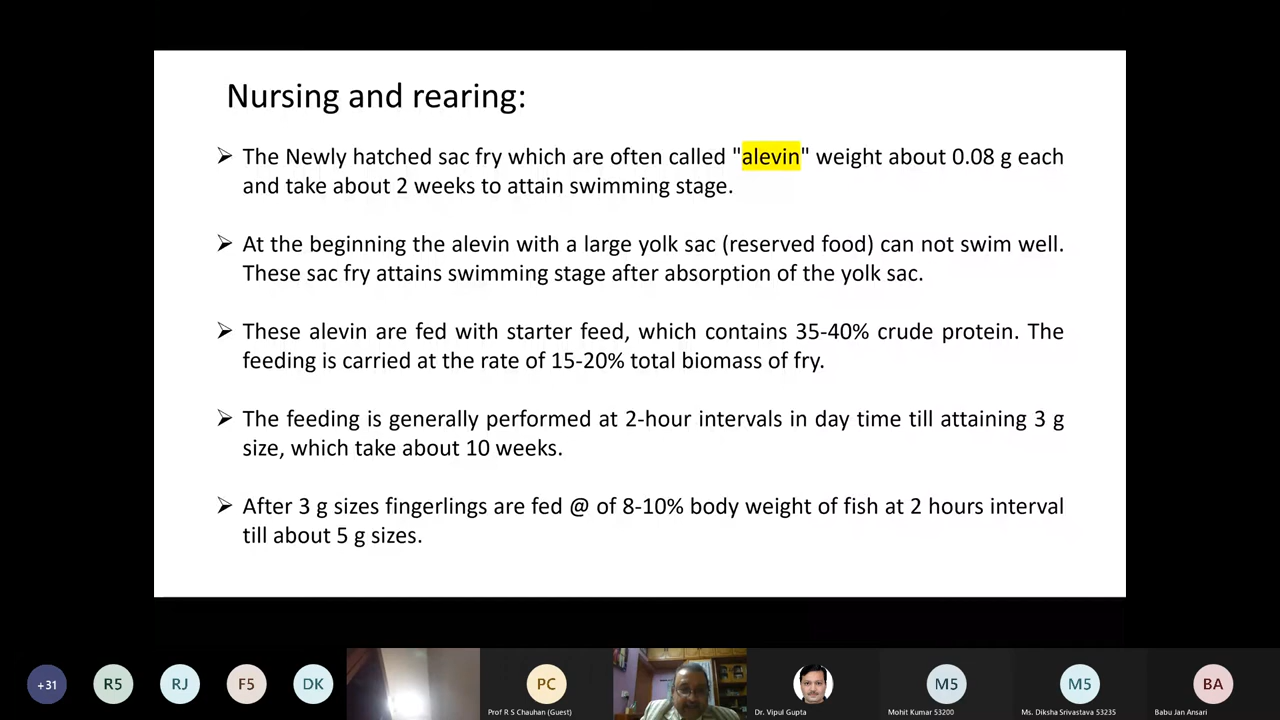 Nursing and rearing:
➢ The Newly hatched sac fry which are often called "alevin" weight about 0.08 g each
and take about 2 weeks to attain swimming stage.
➢ At the beginning the alevin with a large yolk sac (reserved food) can not swim well.
These sac fry attains swimming stage after absorption of the yolk sac.
➢ These alevin are fed with starter feed, which contains 35-40% crude protein. The
feeding is carried at the rate of 15-20% total biomass of fry.
➢ The feeding is generally performed at 2-hour intervals in day time till attaining 3 g
size, which take about 10 weeks.
➢ After 3 g sizes fingerlings are fed @ of 8-10% body weight of fish at 2 hours interval
till about 5 g sizes.
+31 R5 RJ F5 DK PC M5 M5 BA
Prof R S Chauhan (Guest) Dr. Vipul Gupta Mohit Kumar 53200 Ms. Diksha Srivastava 53235 Babu Jan Ansari